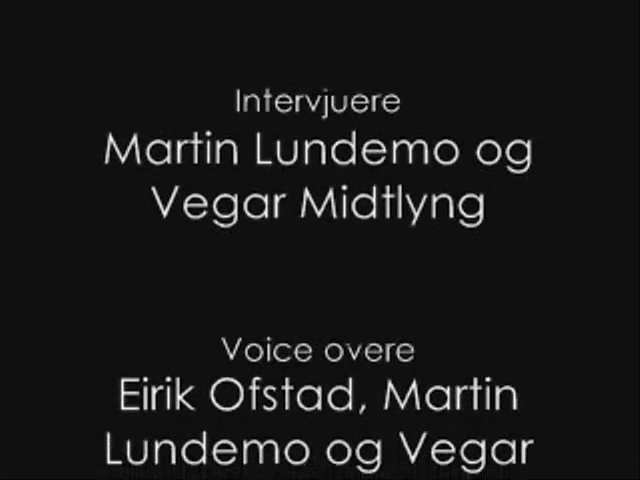 Intervjuere
Martin Lundemo og
Vegar Midtlyng
Voice overe
Eirik Ofstad, Martin
Lundemo og Vegar